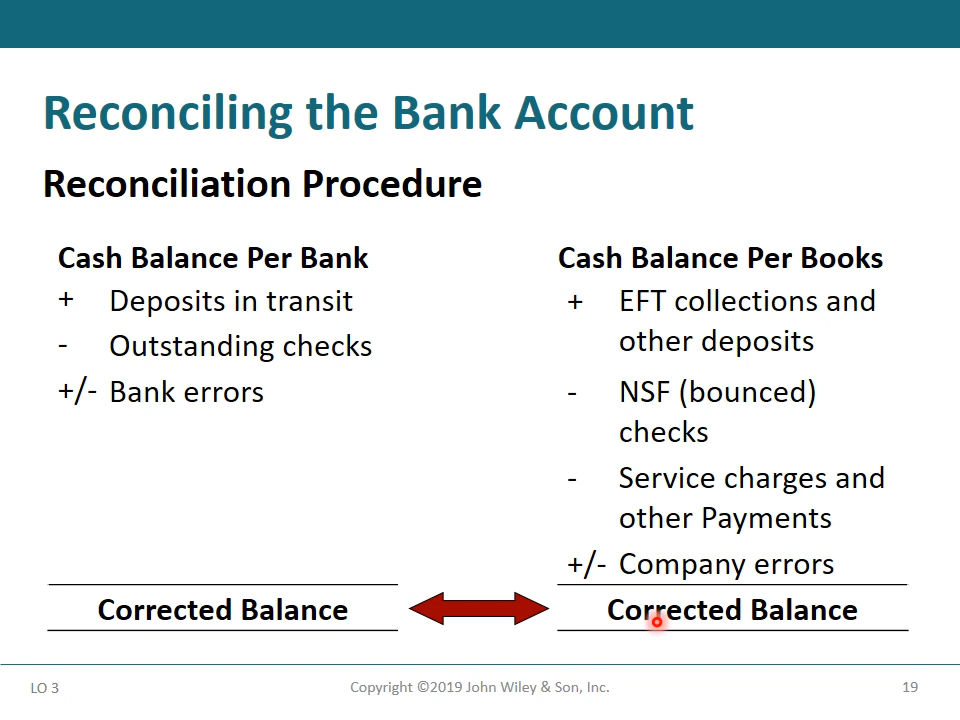 Reconciling the Bank Account
Reconciliation Procedure
Cash Balance Per Bank
+ Deposits in transit
- Outstanding checks
+/- Bank errors
Corrected Balance
Cash Balance Per Books
+ EFT collections and
other deposits
- NSF (bounced)
checks
- Service charges and
other Payments
+/- Company errors
Corrected Balance
LO 3
Copyright ©2019 John Wiley & Son, Inc.
19